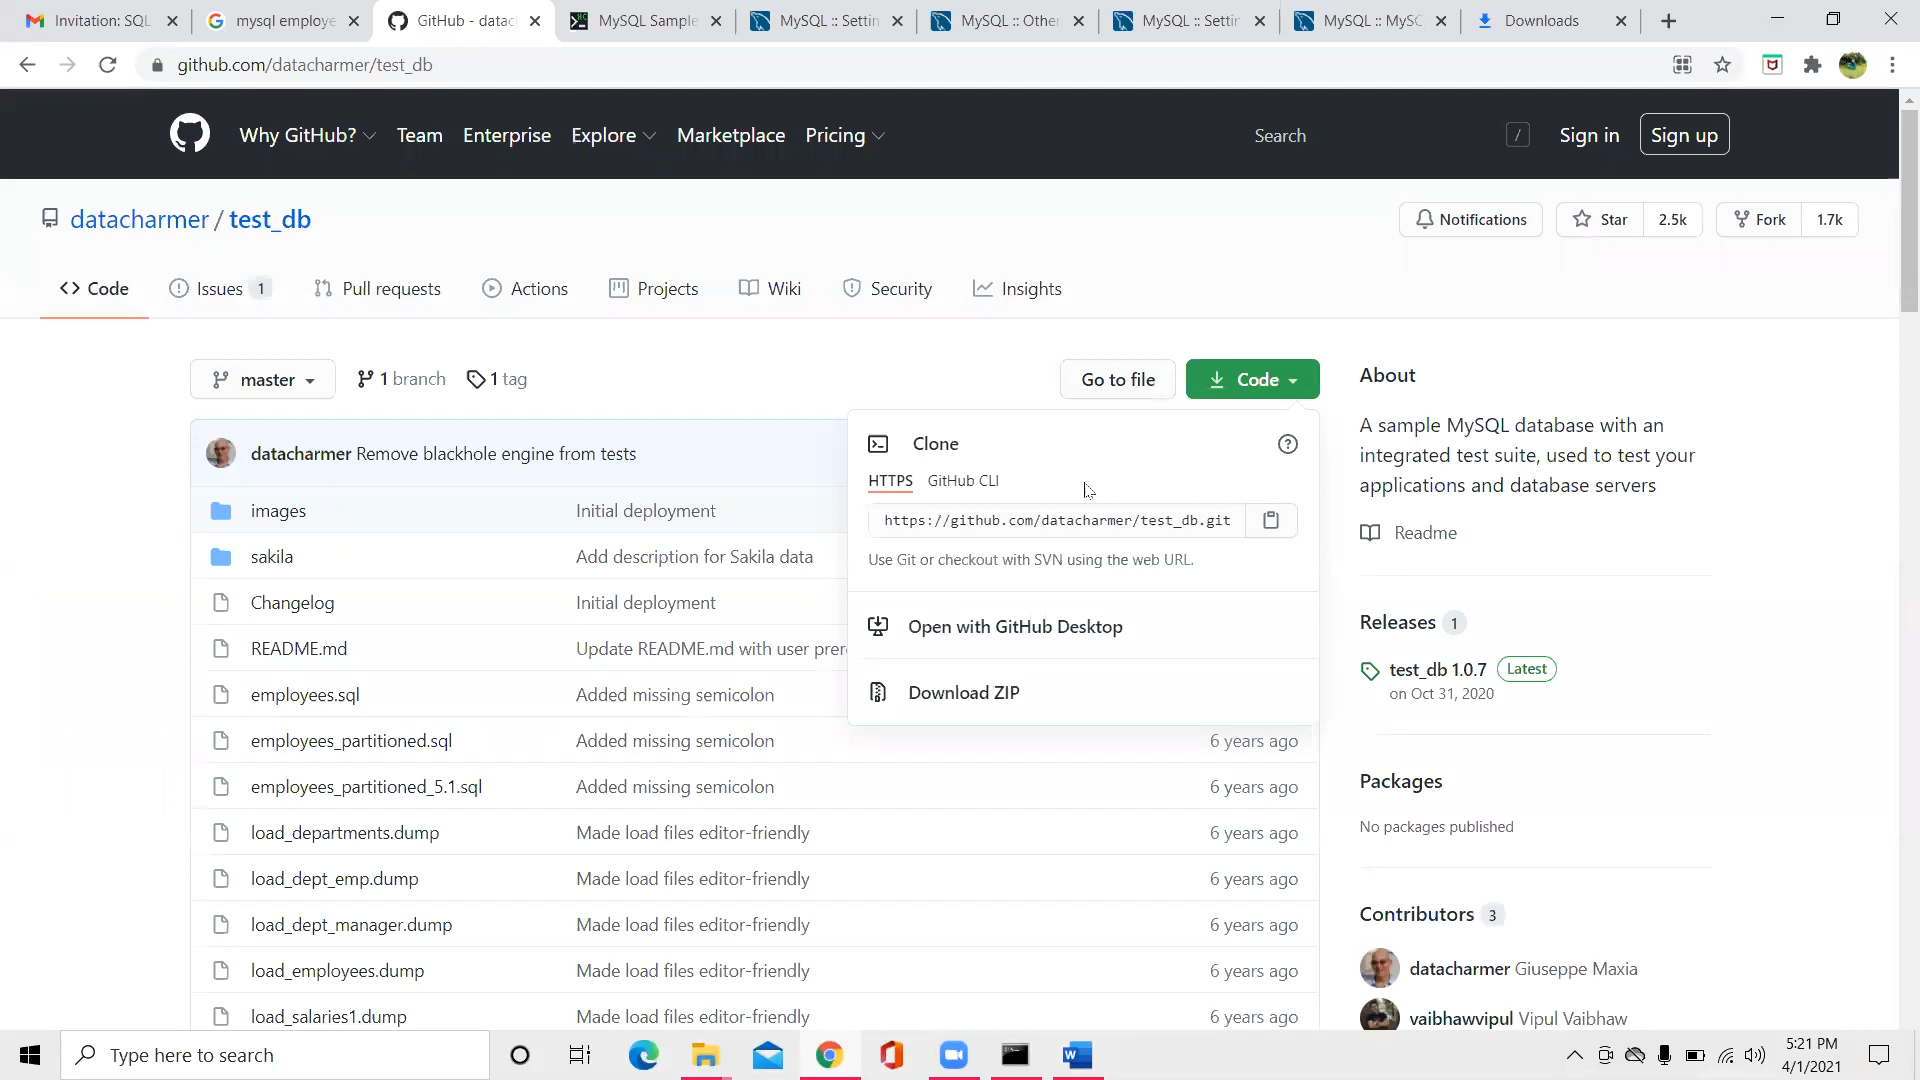 Invitation: SQL
mysql employe
GitHub - datac
MySQL Sample
MySQL :: Settin
MySQL :: Other
MySQL :: Settin
MySQL :: MySC
Downloads
github.com/datacharmer/test_db
Why GitHub? Team Enterprise Explore Marketplace Pricing Search / Sign in Sign up
datacharmer / test_db
Notifications Star 2.5k Fork 1.7k
Code Issues 1 Pull requests Actions Projects Wiki Security Insights
master 1 branch 1 tag Go to file Code
datacharmer Remove blackhole engine from tests
images Initial deployment
sakila Add description for Sakila data
Changelog Initial deployment
README.md Update README.md with user prer
employees.sql Added missing semicolon
employees_partitioned.sql Added missing semicolon 6 years ago
employees_partitioned_5.1.sql Added missing semicolon 6 years ago
load_departments.dump Made load files editor-friendly 6 years ago
load_dept_emp.dump Made load files editor-friendly 6 years ago
load_dept_manager.dump Made load files editor-friendly 6 years ago
load_employees.dump Made load files editor-friendly 6 years ago
load_salaries1.dump Made load files editor-friendly 6 years ago
Clone
HTTPS GitHub CLI
https://github.com/datacharmer/test_db.git
Use Git or checkout with SVN using the web URL.
Open with GitHub Desktop
Download ZIP
About
A sample MySQL database with an
integrated test suite, used to test your
applications and database servers
Readme
Releases 1
test_db 1.0.7 Latest
on Oct 31, 2020
Packages
No packages published
Contributors 3
datacharmer Giuseppe Maxia
vaibhawvipul Vipul Vaibhaw
Type here to search
5:21 PM
4/1/2021